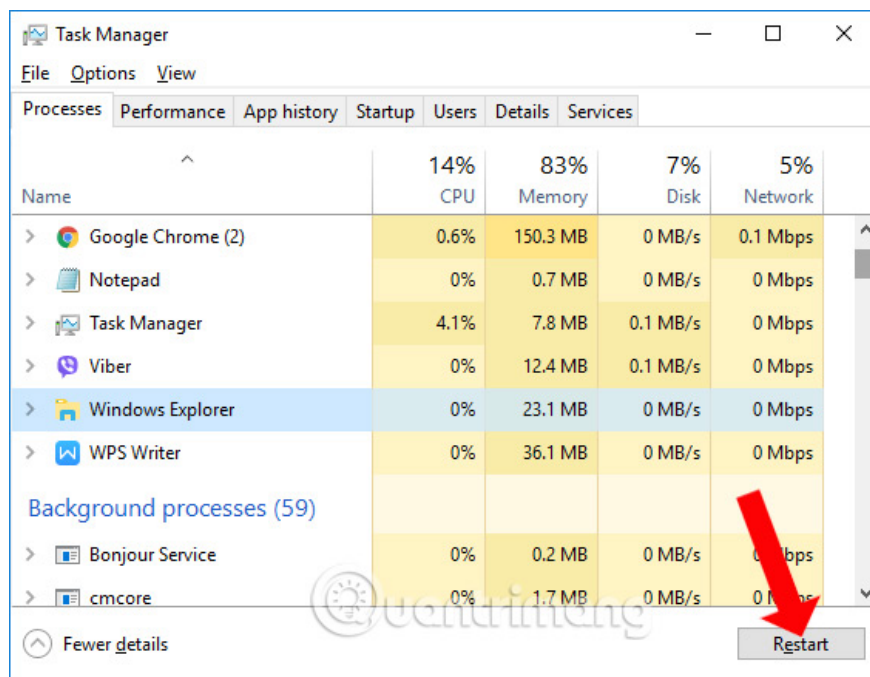 Task Manager
File Options View
Processes Performance App history Startup Users Details Services
14% 83% 7% 5%
Name CPU Memory Disk Network
Google Chrome (2) 0.6% 150.3 MB 0 MB/s 0.1 Mbps
Notepad 0% 0.7 MB 0 MB/s 0 Mbps
Task Manager 4.1% 7.8 MB 0.1 MB/s 0 Mbps
Viber 0% 12.4 MB 0.1 MB/s 0 Mbps
Windows Explorer 0% 23.1 MB 0 MB/s 0 Mbps
WPS Writer 0% 36.1 MB 0 MB/s 0 Mbps
Background processes (59)
Bonjour Service 0% 0.2 MB 0 MB/s
cmcore 0% 1.7 MB 0 MB/s
Quantrimang
Fewer details Restart